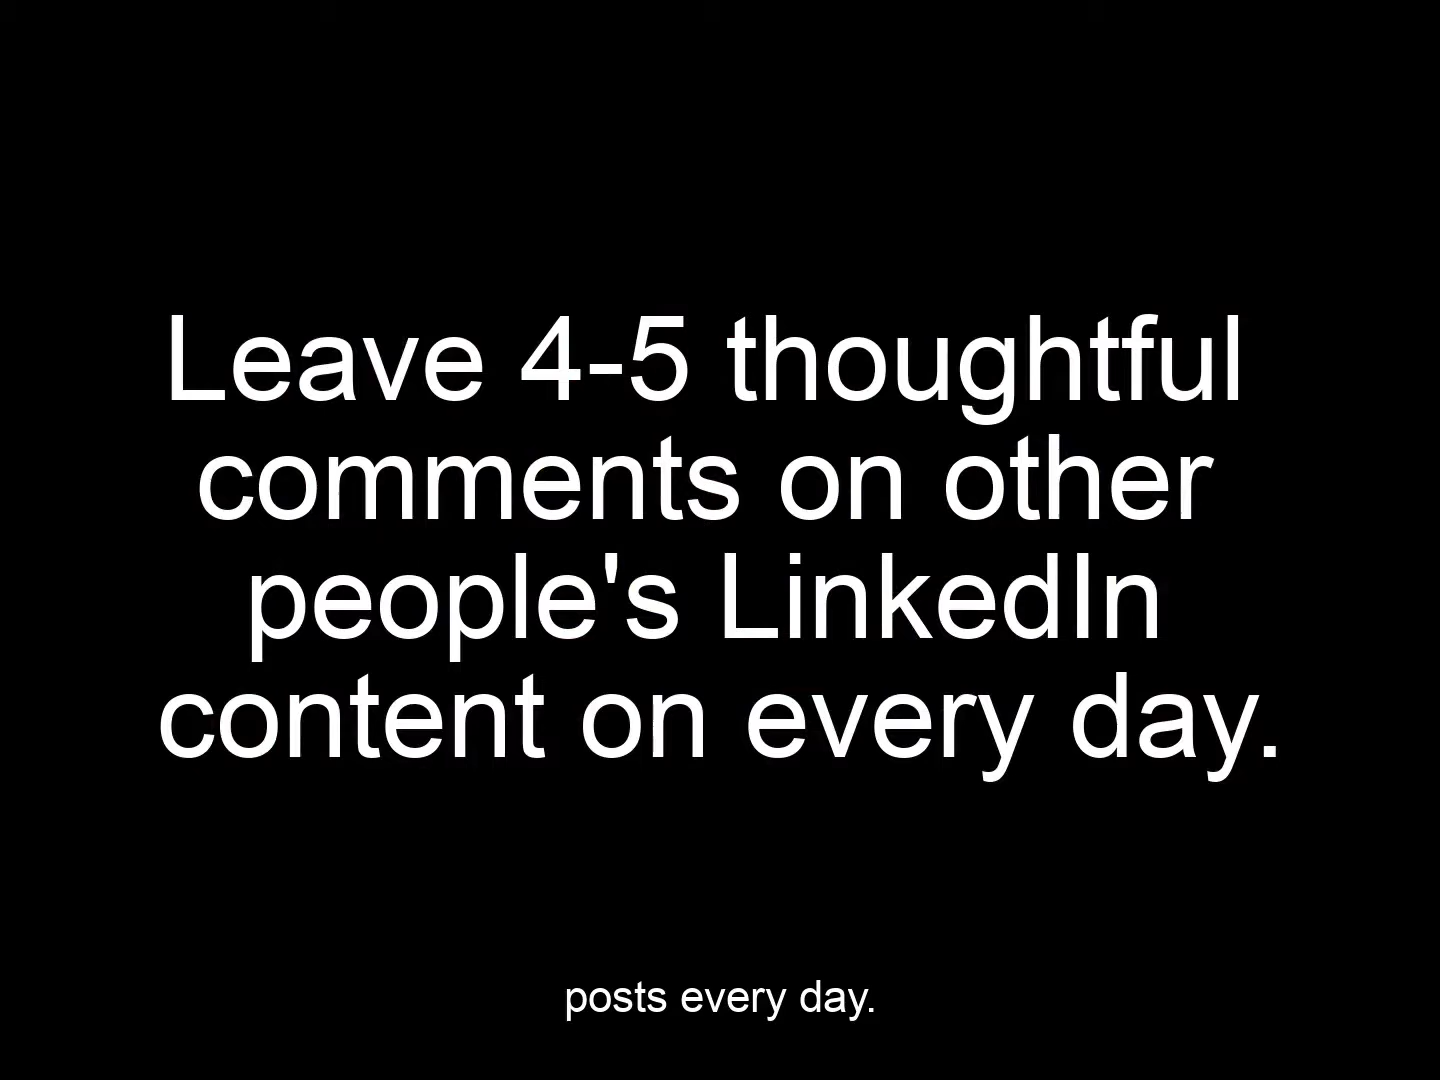 Leave 4-5 thoughtful
comments on other
people's LinkedIn
content on every day.
posts every day.